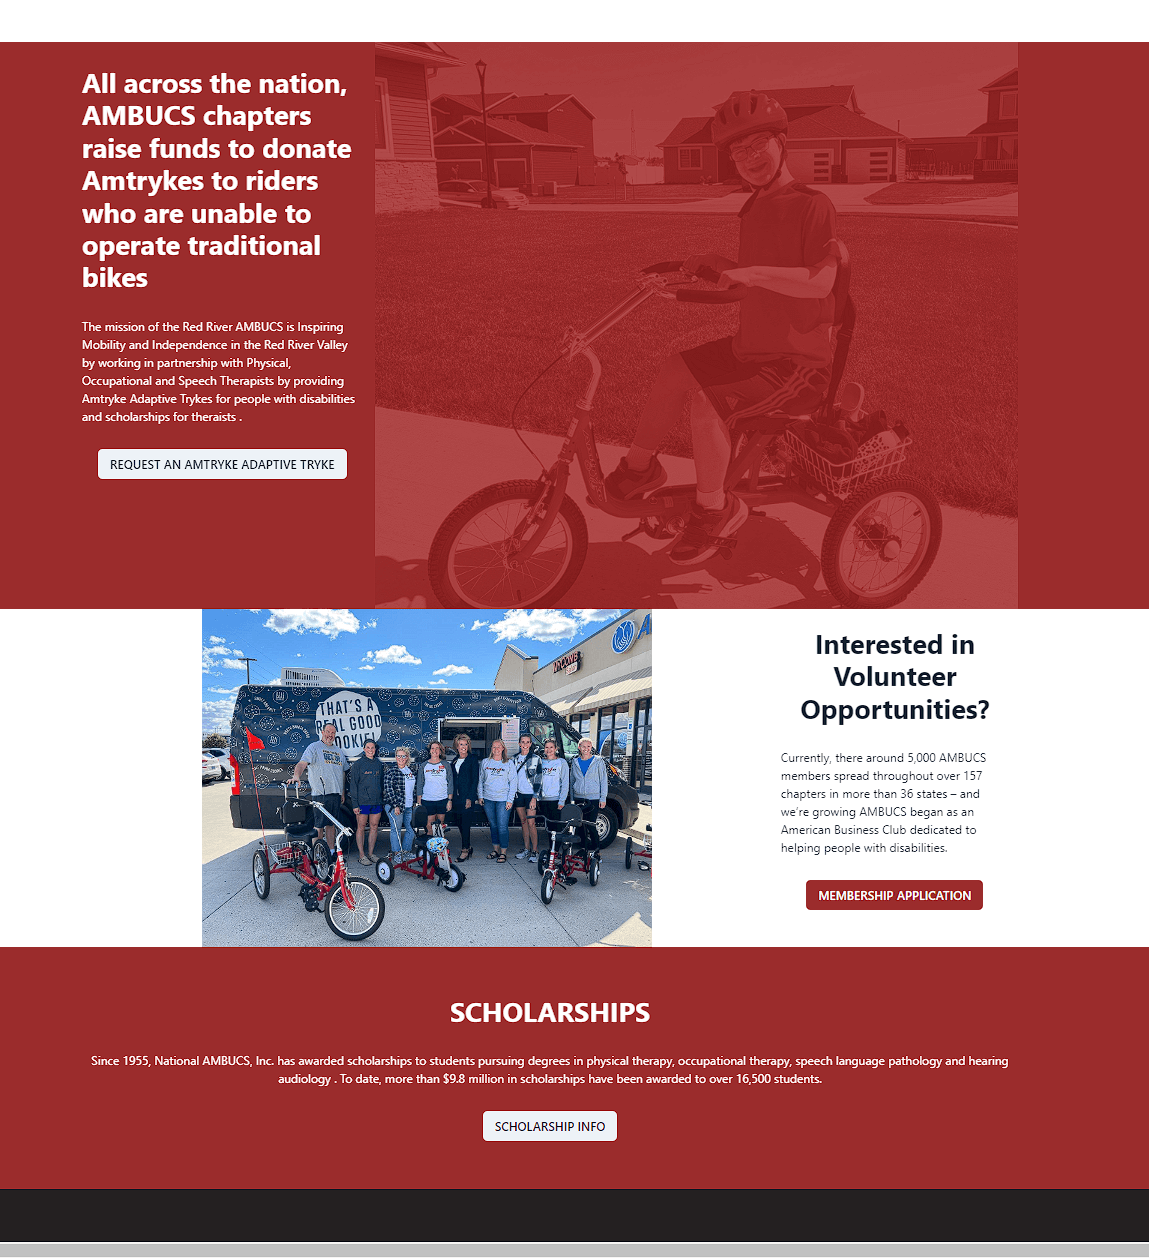 All across the nation,
AMBUCS chapters
raise funds to donate
Amtrykes to riders
who are unable to
operate traditional
bikes
The mission of the Red River AMBUCS is Inspiring
Mobility and Independence in the Red River Valley
by working in partnership with Physical,
Occupational and Speech Therapists by providing
Amtryke Adaptive Trykes for people with disabilities
and scholarships for theraists .
REQUEST AN AMTRYKE ADAPTIVE TRYKE
THAT'S A
REAL GOOD
Interested in
Volunteer
Opportunities?
Currently, there around 5,000 AMBUCS
members spread throughout over 157
chapters in more than 36 states – and
we're growing AMBUCS began as an
American Business Club dedicated to
helping people with disabilities.
MEMBERSHIP APPLICATION
SCHOLARSHIPS
Since 1955, National AMBUCS, Inc. has awarded scholarships to students pursuing degrees in physical therapy, occupational therapy, speech language pathology and hearing
audiology . To date, more than $9.8 million in scholarships have been awarded to over 16,500 students.
SCHOLARSHIP INFO